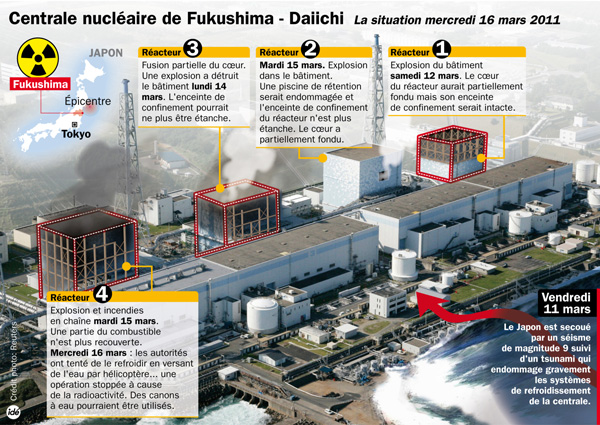 Centrale nucléaire de Fukushima - Daiichi La situation mercredi 16 mars 2011
JAPON
Fukushima
Épicentre
Tokyo
Réacteur 3
Fusion partielle du cœur.
Une explosion a détruit
le bâtiment lundi 14
mars. L'enceinte de
confinement pourrait
ne plus être étanche.
Réacteur 2
Mardi 15 mars. Explosion
dans le bâtiment.
Une piscine de rétention
serait endommagée et
l'enceinte de confinement
du réacteur n'est plus
étanche. Le cœur a
partiellement fondu.
Réacteur 1
Explosion du bâtiment
samedi 12 mars. Le cœur
du réacteur aurait partiellement
fondu mais son enceinte
de confinement serait intacte.
Réacteur 4
Explosion et incendies
en chaîne mardi 15 mars.
Une partie du combustible
n'est plus recouverte.
Mercredi 16 mars : les autorités
ont tenté de le refroidir en versant
de l'eau par hélicoptère... une
opération stoppée à cause
de la radioactivité. Des canons
à eau pourraient être utilisés.
Vendredi
11 mars
Le Japon est secoué
par un séisme
de magnitude 9 suivi
d'un tsunami qui
endommage gravement
les systèmes
de refroidissement
de la centrale.
Crédit Photo: Reuters
idé